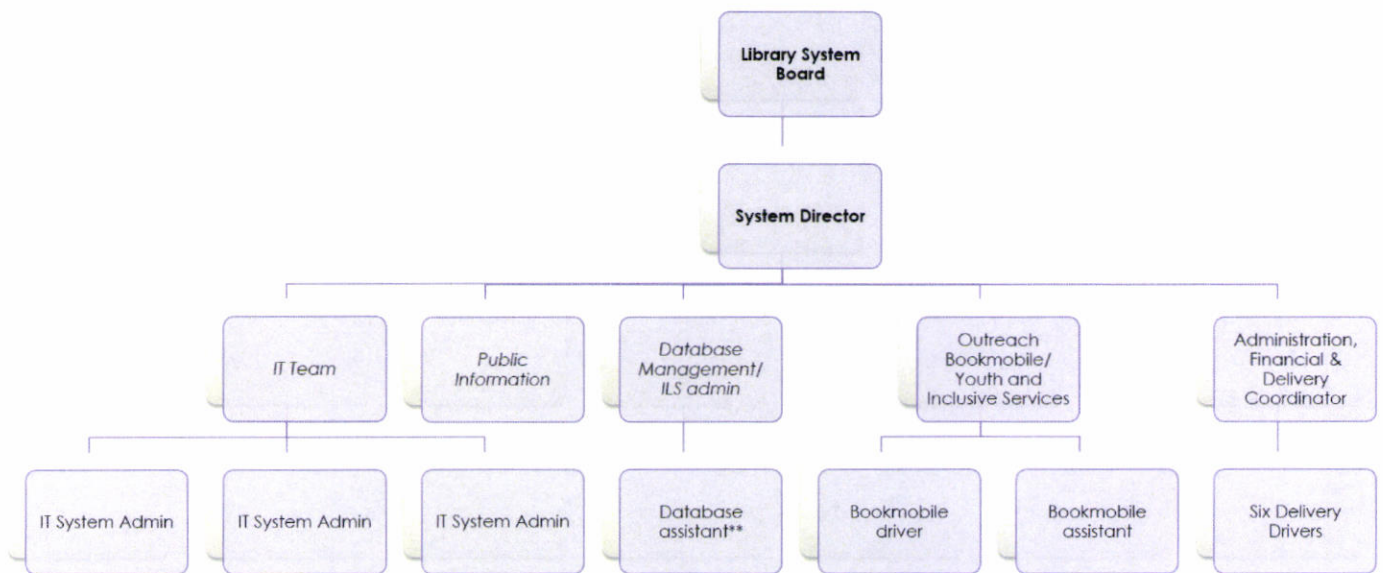 Library System
Board
System Director
IT Team
Public
Information
Database
Management/
ILS admin
Outreach
Bookmobile/
Youth and
Inclusive Services
Administration,
Financial &
Delivery
Coordinator
IT System Admin
IT System Admin
IT System Admin
Database
assistant**
Bookmobile
driver
Bookmobile
assistant
Six Delivery
Drivers